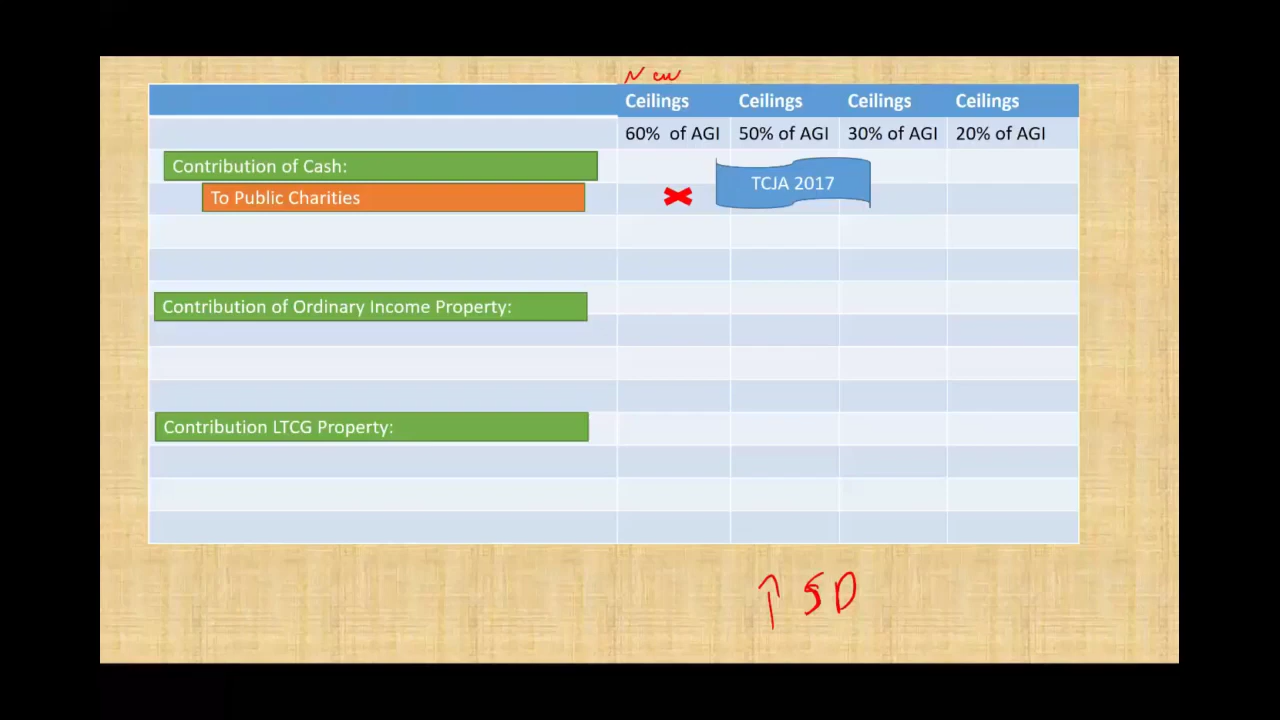 New
Ceilings Ceilings Ceilings Ceilings
60% of AGI 50% of AGI 30% of AGI 20% of AGI
Contribution of Cash:
TCJA 2017
To Public Charities
Contribution of Ordinary Income Property:
Contribution LTCG Property:
↑ SD